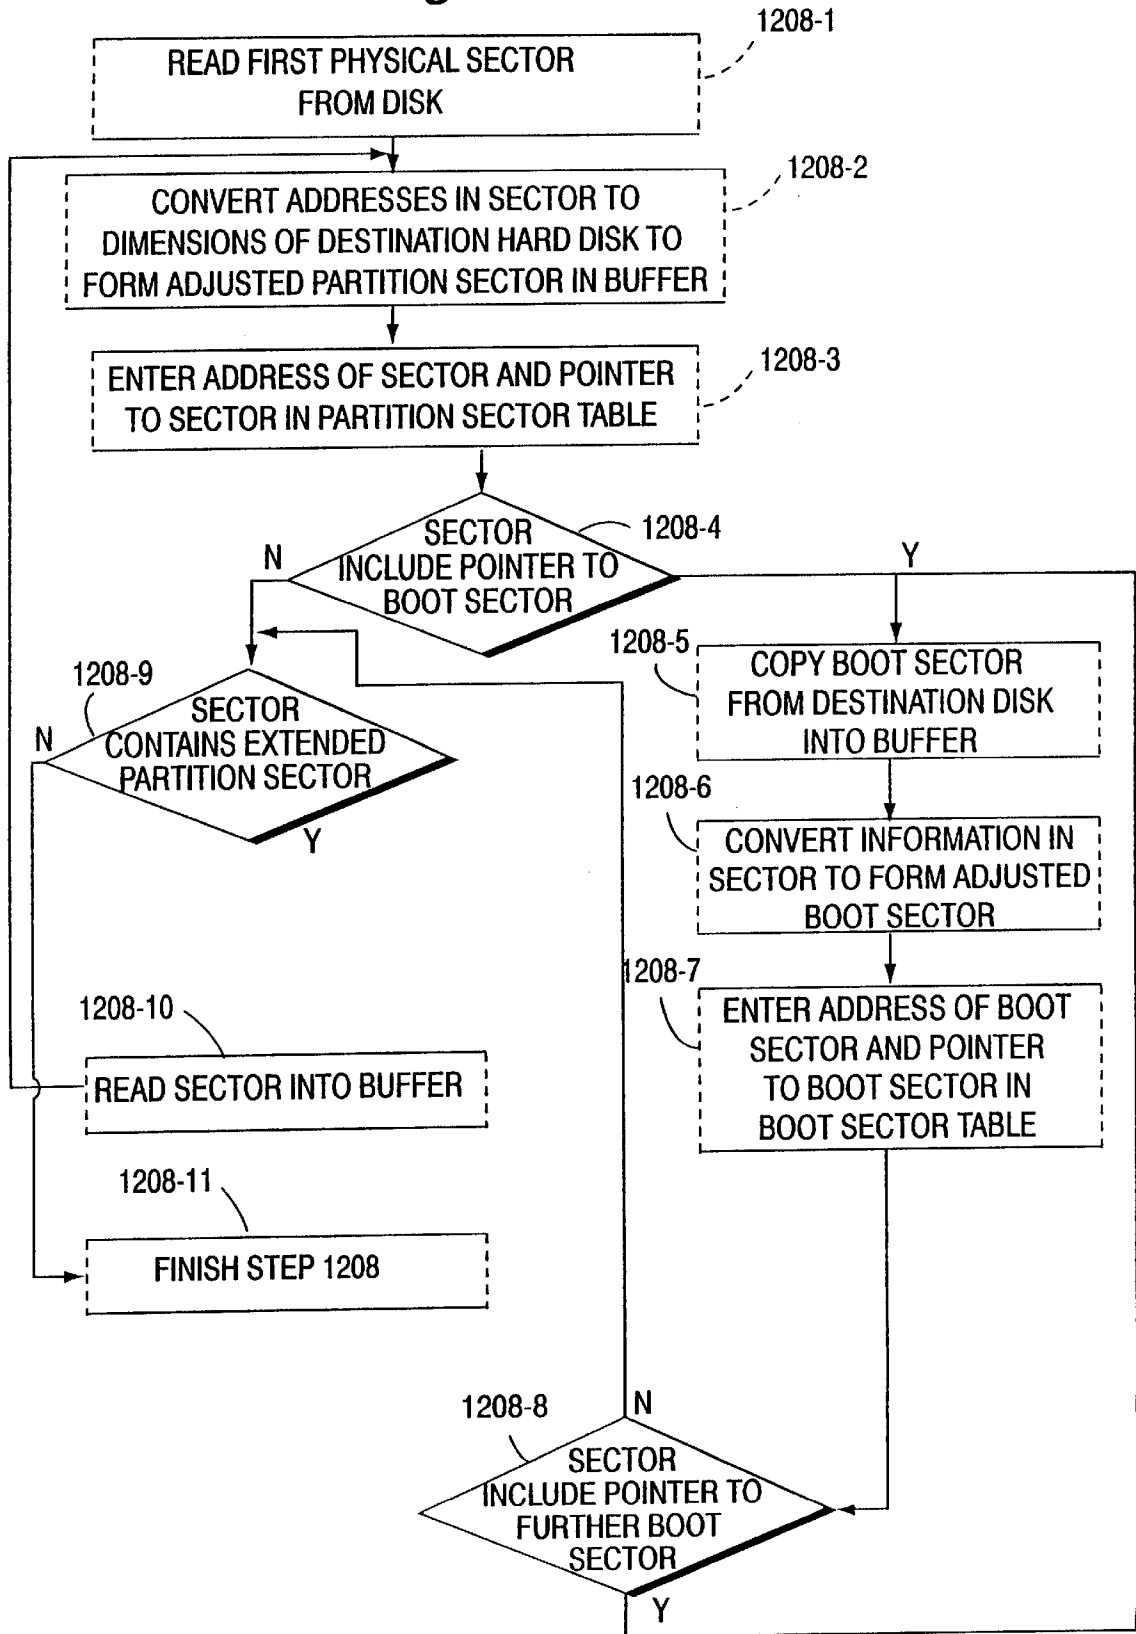 1208-1
READ FIRST PHYSICAL SECTOR
FROM DISK
1208-2
CONVERT ADDRESSES IN SECTOR TO
DIMENSIONS OF DESTINATION HARD DISK TO
FORM ADJUSTED PARTITION SECTOR IN BUFFER
1208-3
ENTER ADDRESS OF SECTOR AND POINTER
TO SECTOR IN PARTITION SECTOR TABLE
1208-4
SECTOR
INCLUDE POINTER TO
BOOT SECTOR
N
Y
1208-5
COPY BOOT SECTOR
FROM DESTINATION DISK
INTO BUFFER
1208-9
N
SECTOR
CONTAINS EXTENDED
PARTITION SECTOR
Y
1208-6
CONVERT INFORMATION IN
SECTOR TO FORM ADJUSTED
BOOT SECTOR
1208-7
ENTER ADDRESS OF BOOT
SECTOR AND POINTER
TO BOOT SECTOR IN
BOOT SECTOR TABLE
1208-10
READ SECTOR INTO BUFFER
1208-11
FINISH STEP 1208
1208-8
N
SECTOR
INCLUDE POINTER TO
FURTHER BOOT
SECTOR
Y